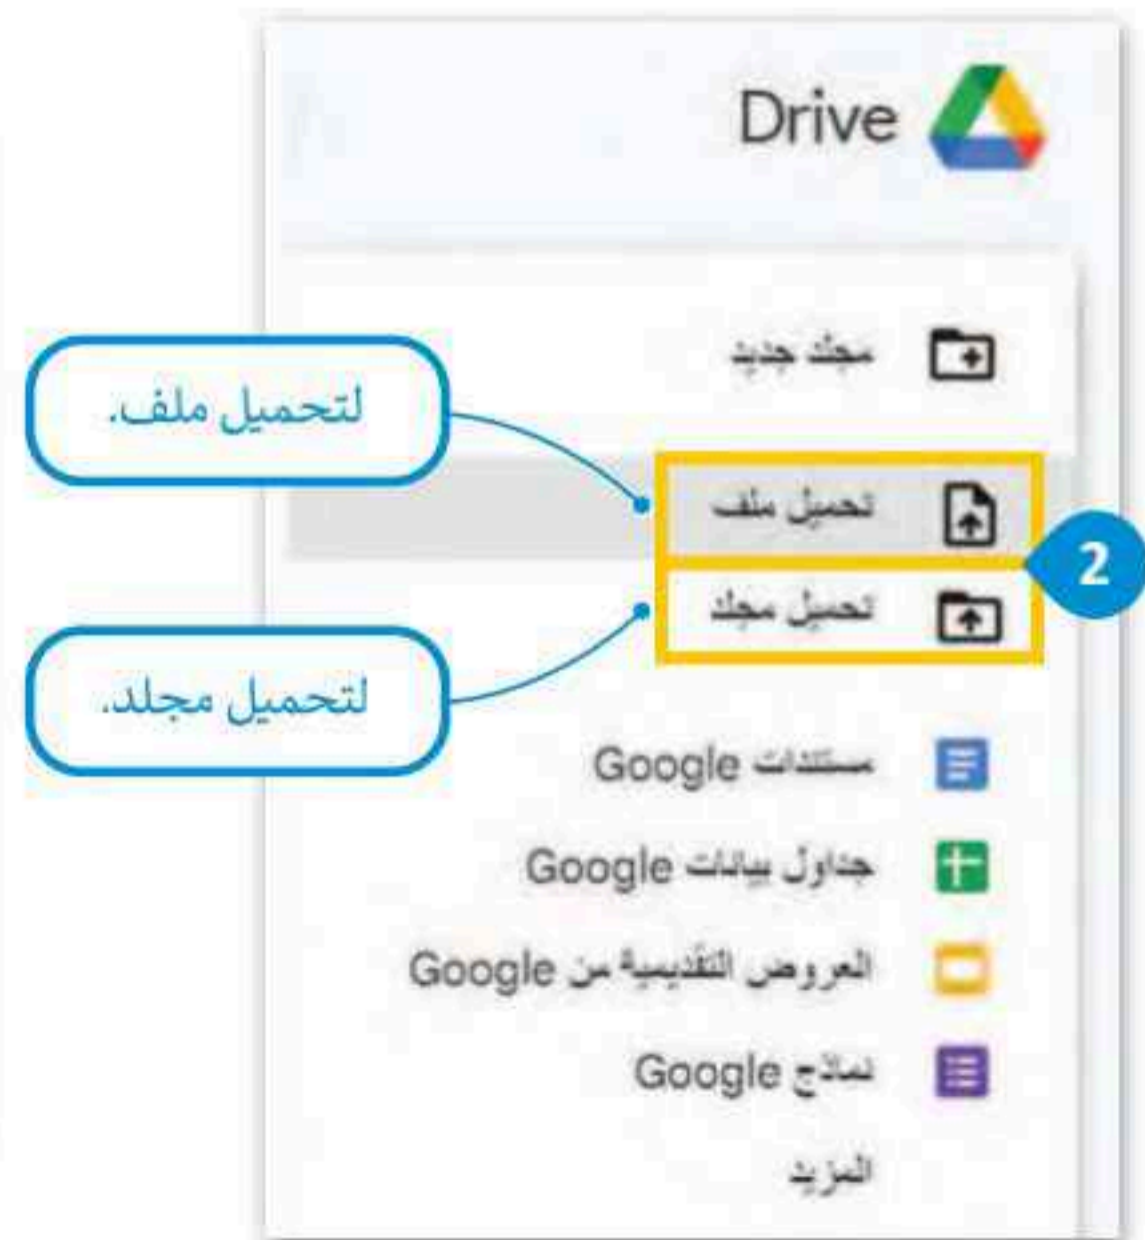 Drive
مجلد جديد
لتحميل ملف.
تحميل ملف
2
تحميل مجلد
لتحميل مجلد.
مستندات Google
جداول بيانات Google
العروض التقديمية من Google
نماذج Google
المزيد